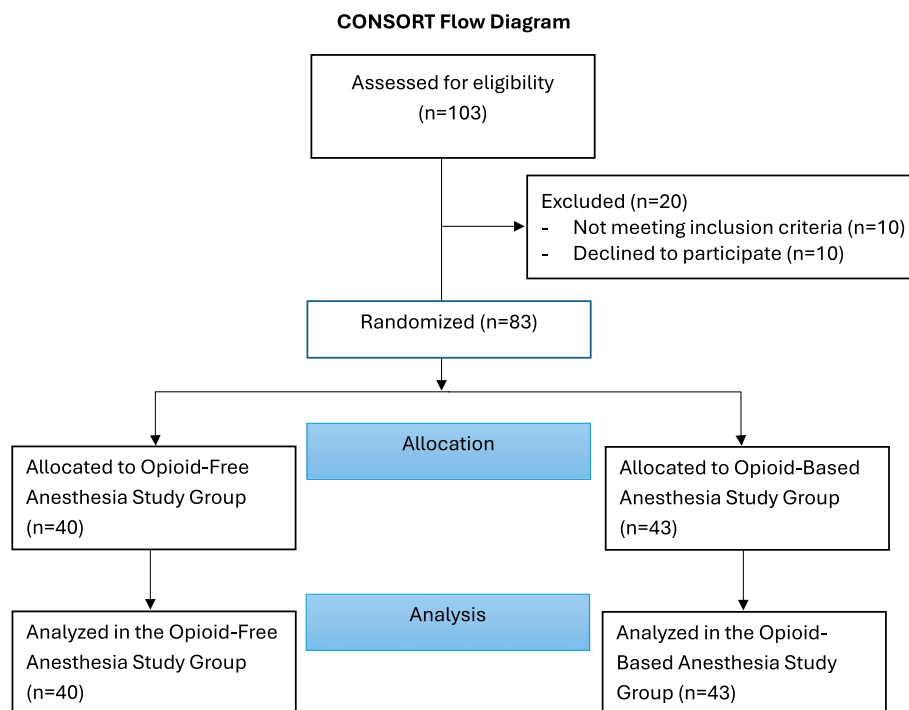 CONSORT Flow Diagram
Assessed for eligibility
(n=103)
Excluded (n=20)
- Not meeting inclusion criteria (n=10)
- Declined to participate (n=10)
Randomized (n=83)
Allocation
Allocated to Opioid-Free
Anesthesia Study Group
(n=40)
Allocated to Opioid-Based
Anesthesia Study Group
(n=43)
Analysis
Analyzed in the Opioid-Free
Anesthesia Study Group
(n=40)
Analyzed in the Opioid-
Based Anesthesia Study
Group (n=43)